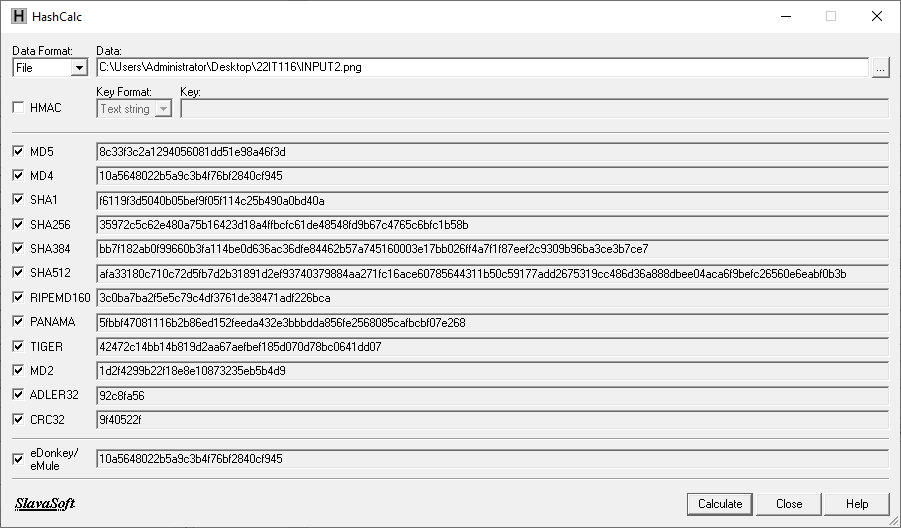 HashCalc
Data Format: Data:
File C:\Users\Administrator\Desktop\22IT116\INPUT2.png ...
Key Format: Key:
HMAC Text string
MD5 8c33f3c2a1294056081dd51e98a46f3d
MD4 10a5648022b5a9c3b4f76bf2840cf945
SHA1 f6119f3d5040b05bef9f05f114c25b490a0bd40a
SHA256 35972c5c62e480a75b16423d18a4ffbcfc61de48548fd9b67c4765c6bfc1b58b
SHA384 bb7f182ab0f99660b3fa114be0d636ac36dfe84462b57a745160003e17bb026ff4a7f1f87eef2c9309b96ba3ce3b7ce7
SHA512 afa33180c710c72d5fb7d2b31891d2ef93740379884aa271fc16ace60785644311b50c59177add2675319cc486d36a888dbee04aca6f9befc26560e6eabf0b3b
RIPEMD160 3c0ba7ba2f5e5c79c4df3761de38471adf226bca
PANAMA 5fbbf47081116b2b86ed152feeda432e3bbbdda856fe2568085cafbcbf07e268
TIGER 42472c14bb14b819d2aa67aefbef185d070d78bc0641dd07
MD2 1d2f4299b22f18e8e10873235eb5b4d9
ADLER32 92c8fa56
CRC32 9f40522f
eDonkey/
eMule 10a5648022b5a9c3b4f76bf2840cf945
SlavaSoft Calculate Close Help